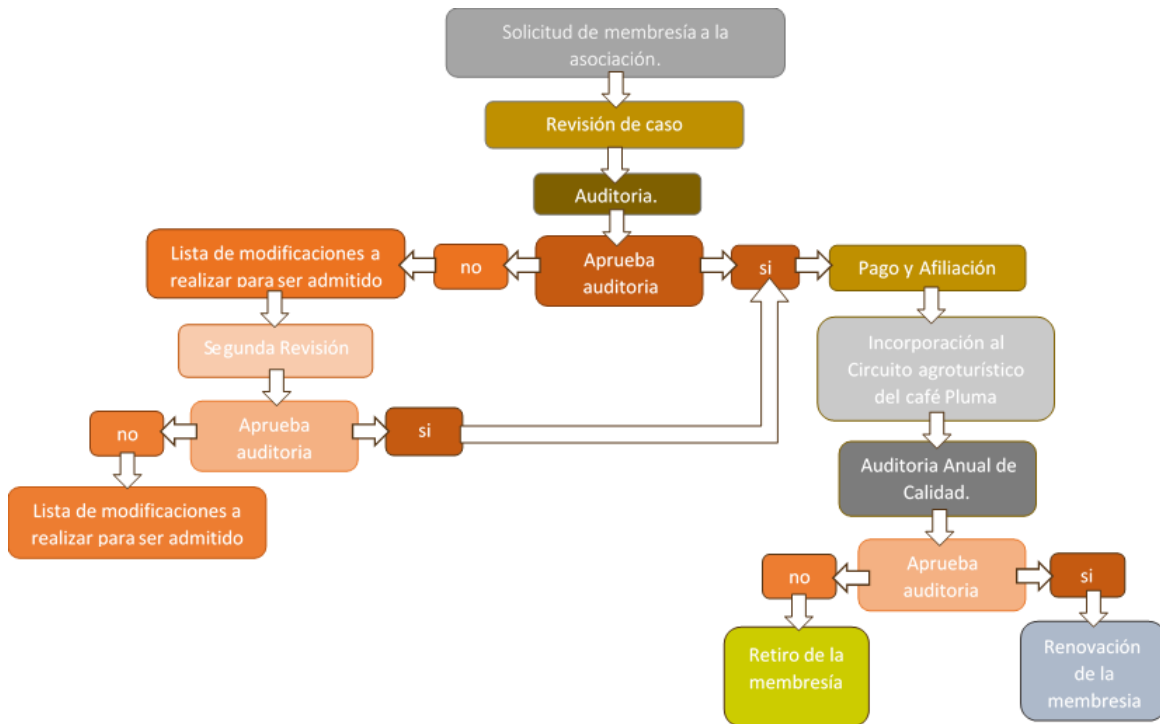 Solicitud de membresía a la
asociación.
Revisión de caso
Auditoria.
Lista de modificaciones a
realizar para ser admitido
no
Aprueba
auditoria
si
Pago y Afiliación
Segunda Revisión
Incorporación al
Circuito agroturístico
del café Pluma
no
Aprueba
auditoria
si
Auditoria Anual de
Calidad.
Lista de modificaciones a
realizar para ser admitido
no
Aprueba
auditoria
si
Retiro de la
membresía
Renovación
de la
membresia